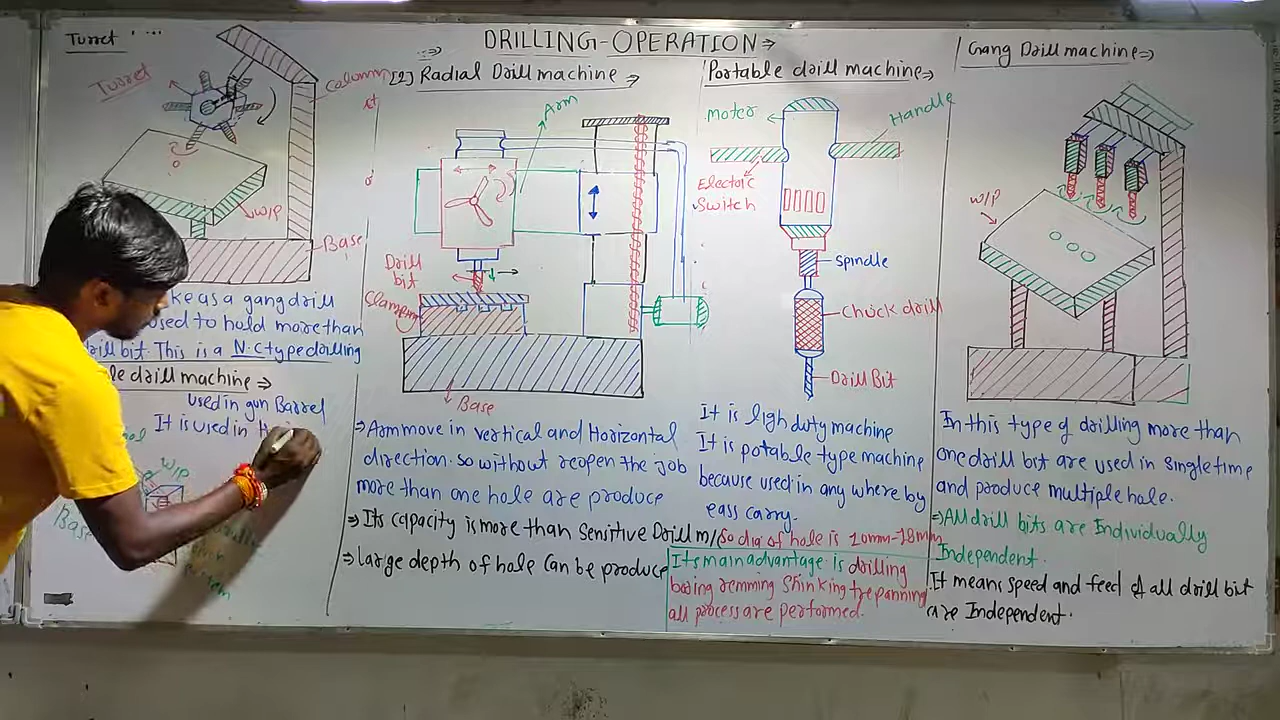 Turret
DRILLING-OPERATION⇒
Turret
Column
W/P
Base
ke as a gang drill
used to hold more than
drill bit. This is a N.C type drilling
le drill machine ⇒
used in gun Barrel
It is used in
W/P
Base
[2] Radial Drill machine ⇒
Arm
Drill
bit
Base
⇒Arm move in vertical and Horizontal
direction. so without reopen the job
more than one hole are produce
⇒ Its capacity is more than Sensitive Drill m/
⇒ large depth of hole Can be produce
Portable drill machine⇒
Moter
Handle
Electoic
Switch
Spindle
Chuck drill
Drill Bit
It is ligh duty machine
It is potable type machine
because used in any where by
eass carry.
So dia of hole is 10mm-18mm
Its main advantage is drilling
boring remming Shinking trepanning
all process are performed.
Gang Drill machine⇒
W/P
In this type of drilling more than
one drill bit are used in single time
and produce multiple hole.
⇒All drill bits are Individually
Independent.
It means speed and feed of all drill bit
are Independent.